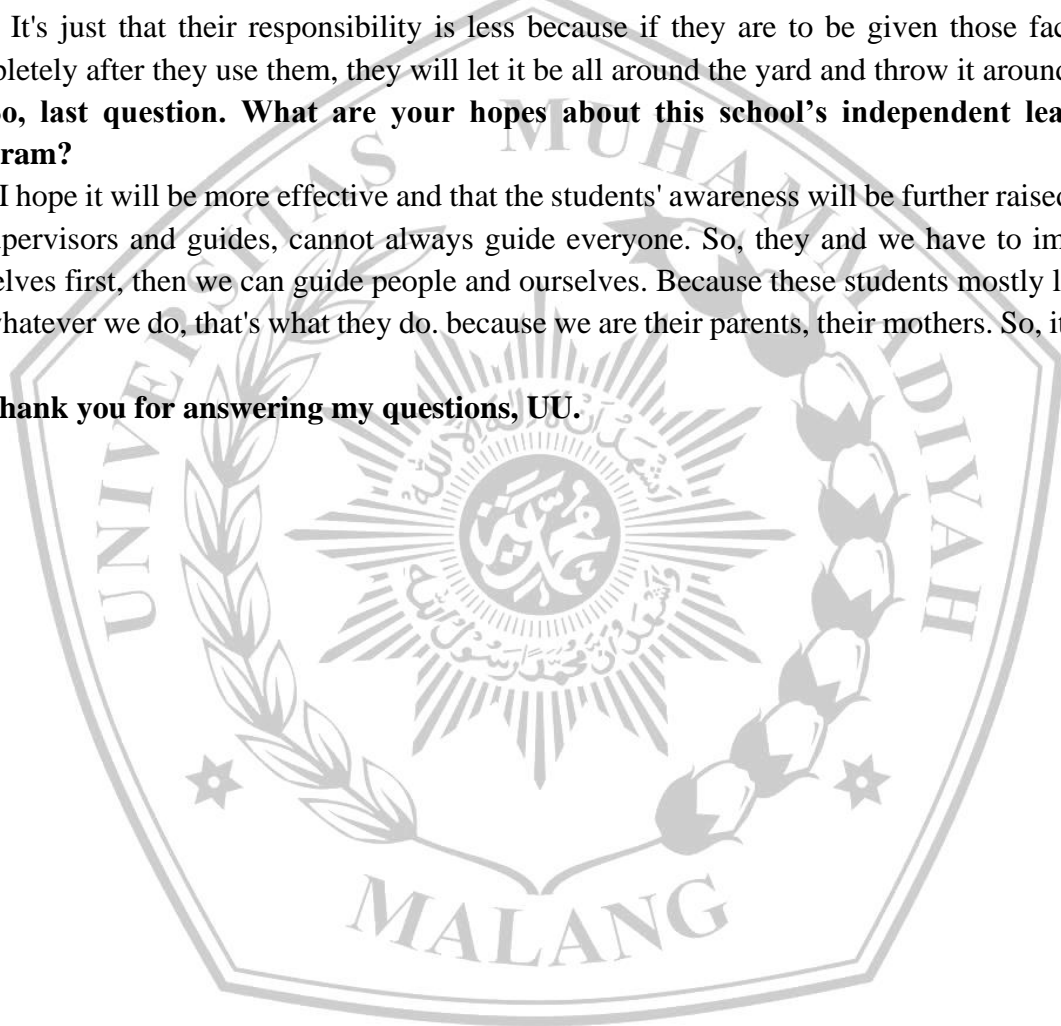 It's just that their responsibility is less because if they are to be given those fac
pletely after they use them, they will let it be all around the yard and throw it around
o, last question. What are your hopes about this school’s independent lea
ram?
I hope it will be more effective and that the students' awareness will be further raised
pervisors and guides, cannot always guide everyone. So, they and we have to im
elves first, then we can guide people and ourselves. Because these students mostly l
hatever we do, that's what they do. because we are their parents, their mothers. So, it
hank you for answering my questions, UU.
UNIVERSITAS MUHAMMADIYAH
MALANG